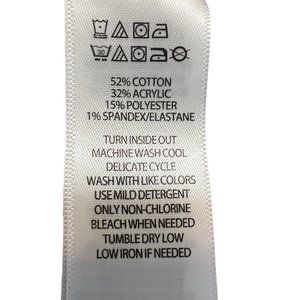 30
52% COTTON
32% ACRYLIC
15% POLYESTER
1% SPANDEX/ELASTANE
TURN INSIDE OUT
MACHINE WASH COOL
DELICATE CYCLE
WASH WITH LIKE COLORS
USE MILD DETERGENT
ONLY NON-CHLORINE
BLEACH WHEN NEEDED
TUMBLE DRY LOW
LOW IRON IF NEEDED